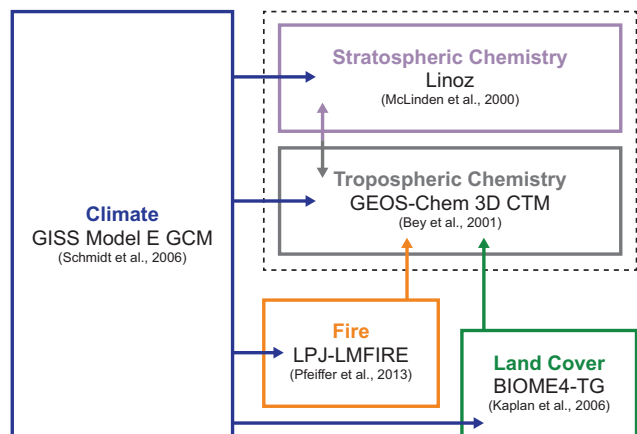 Stratospheric Chemistry
Linoz
(McLinden et al., 2000)
Tropospheric Chemistry
GEOS-Chem 3D CTM
(Bey et al., 2001)
Climate
GISS Model E GCM
(Schmidt et al., 2006)
Fire
LPJ-LMFIRE
(Pfeiffer et al., 2013)
Land Cover
BIOME4-TG
(Kaplan et al., 2006)